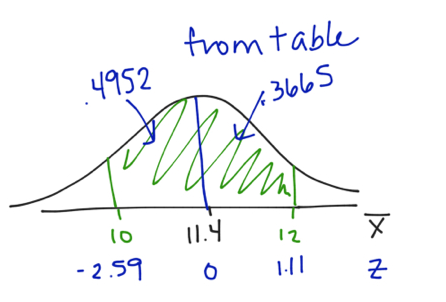 from table
.4952 .3665
10 11.4 12 X̅
-2.59 0 1.11 Z